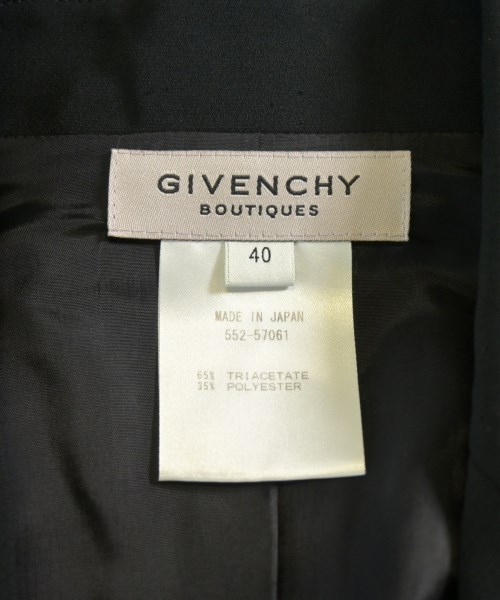 GIVENCHY
BOUTIQUES
40
MADE IN JAPAN
552-57061
65% TRIACETATE
35% POLYESTER